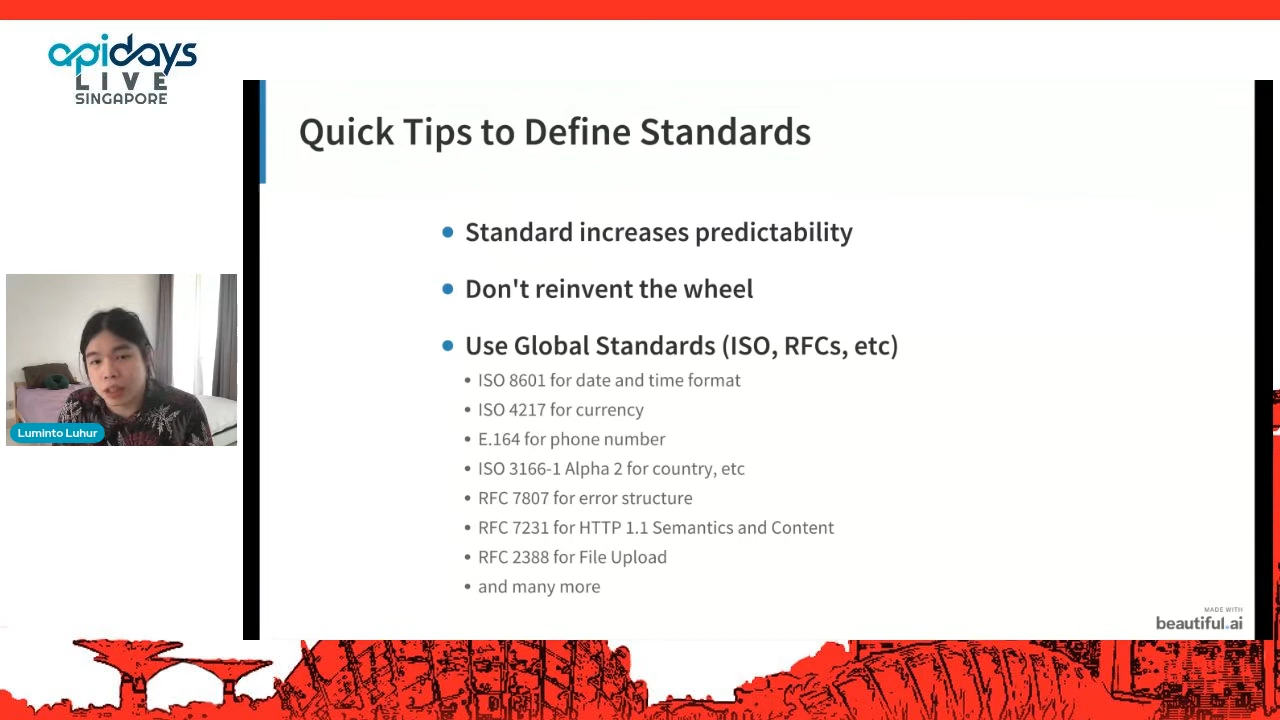 apidays
LIVE
SINGAPORE
Quick Tips to Define Standards
• Standard increases predictability
• Don't reinvent the wheel
• Use Global Standards (ISO, RFCs, etc)
• ISO 8601 for date and time format
• ISO 4217 for currency
• E.164 for phone number
• ISO 3166-1 Alpha 2 for country, etc
• RFC 7807 for error structure
• RFC 7231 for HTTP 1.1 Semantics and Content
• RFC 2388 for File Upload
• and many more
Luminto Luhur
MADE WITH
beautiful.ai